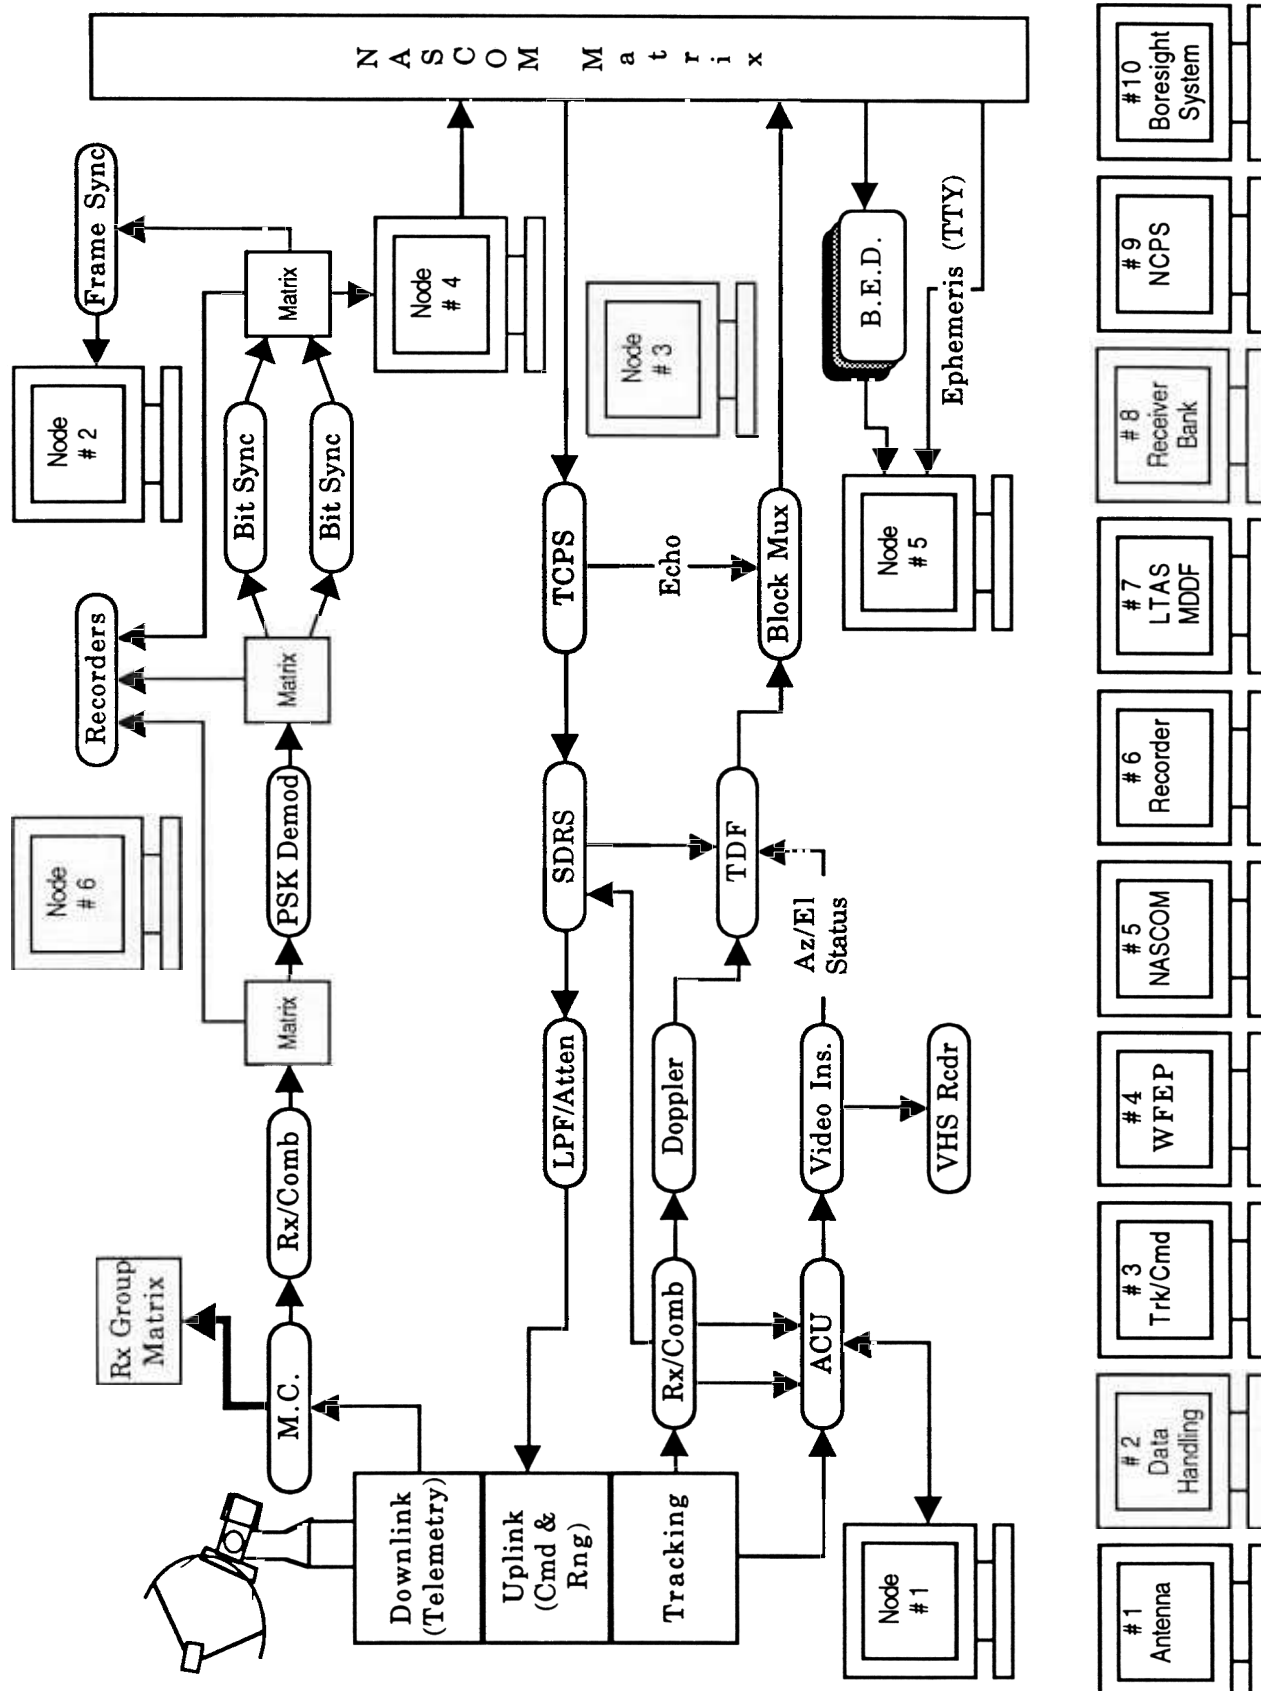 Downlink
(Telemetry)
Uplink
(Cmd &
Rng)
Tracking
Rx Group
Matrix
M.C.
Rx/Comb
Matrix
PSK Demod
Matrix
Recorders
Bit Sync
Bit Sync
Matrix
Frame Sync
Node
# 6
Node
# 2
Node
# 4
NASCOM Matrix
LPF/Atten
SDRS
TCPS
Echo
Node
# 3
Rx/Comb
Doppler
TDF
Block Mux
ACU
Video Ins.
Az/El
Status
VHS Rcdr
Node
# 1
Node
# 5
B.E.D.
Ephemeris (TTY)
# 1
Antenna
# 2
Data
Handling
# 3
Trk/Cmd
#4
WFEP
# 5
NASCOM
# 6
Recorder
#7
LTAS
MDDF
# 8
Receiver
Bank
# 9
NCPS
#10
Boresight
System